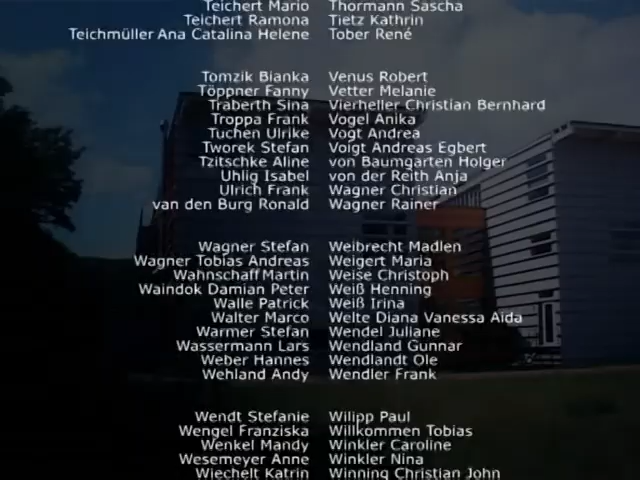 Teichert Mario Thormann Sascha
Teichert Ramona Tietz Kathrin
Teichmüller Ana Catalina Helene Tober René
Tomzik Bianka Venus Robert
Töppner Fanny Vetter Melanie
Traberth Sina Vierheller Christian Bernhard
Troppa Frank Vogel Anika
Tuchen Ulrike Vogt Andrea
Tworek Stefan Voigt Andreas Egbert
Tzitschke Aline von Baumgarten Holger
Uhlig Isabel von der Reith Anja
Ulrich Frank Wagner Christian
van den Burg Ronald Wagner Rainer
Wagner Stefan Weibrecht Madlen
Wagner Tobias Andreas Weigert Maria
Wahnschaff Martin Weise Christoph
Waindok Damian Peter Weiß Henning
Walle Patrick Weiß Irina
Walter Marco Welte Diana Vanessa Aida
Warmer Stefan Wendel Juliane
Wassermann Lars Wendland Gunnar
Weber Hannes Wendlandt Ole
Wehland Andy Wendler Frank
Wendt Stefanie Wilipp Paul
Wengel Franziska Willkommen Tobias
Wenkel Mandy Winkler Caroline
Wesemeyer Anne Winkler Nina
Wiechelt Katrin Winning Christian John